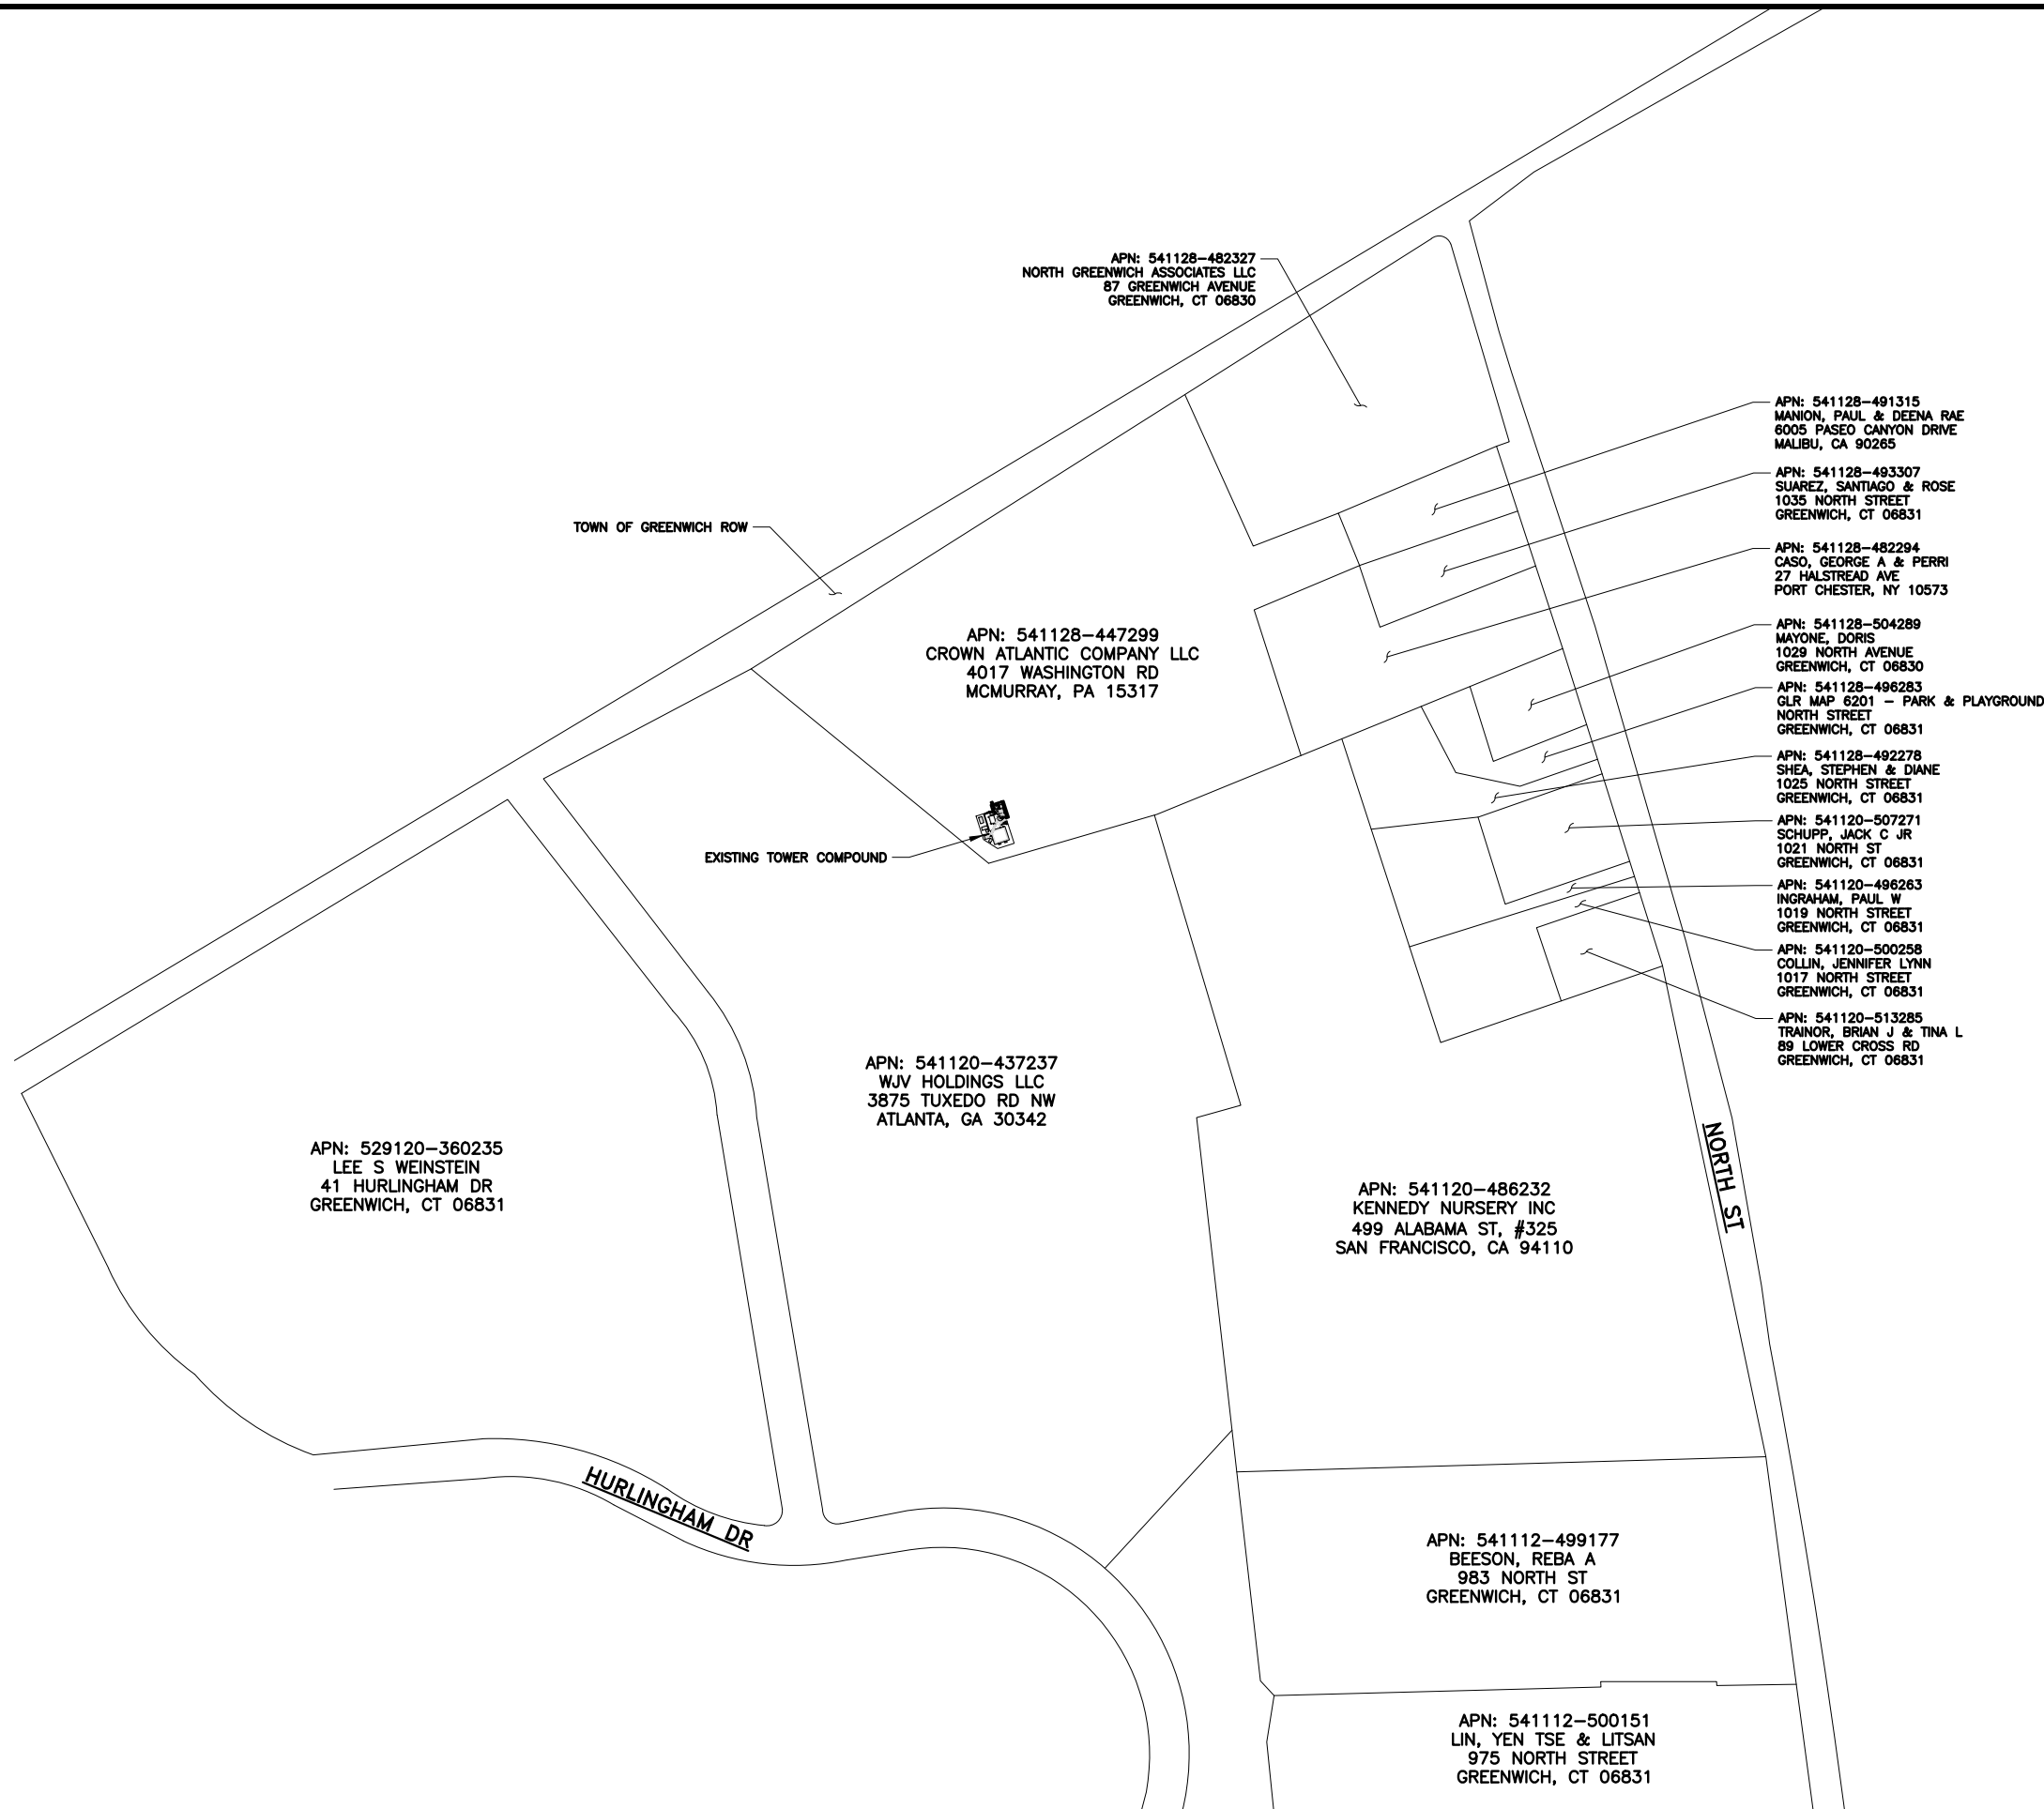 APN: 541128-482327
NORTH GREENWICH ASSOCIATES LLC
87 GREENWICH AVENUE
GREENWICH, CT 06830
APN: 541128-491315
MANION, PAUL & DEENA RAE
6005 PASEO CANYON DRIVE
MALIBU, CA 90265
APN: 541128-493307
SUAREZ, SANTIAGO & ROSE
1035 NORTH STREET
GREENWICH, CT 06831
TOWN OF GREENWICH ROW
APN: 541128-482294
CASO, GEORGE A & PERRI
27 HALSTREAD AVE
PORT CHESTER, NY 10573
APN: 541128-447299
CROWN ATLANTIC COMPANY LLC
4017 WASHINGTON RD
MCMURRAY, PA 15317
APN: 541128-504289
MAYONE, DORIS
1029 NORTH AVENUE
GREENWICH, CT 06830
APN: 541128-496283
GLR MAP 6201 - PARK & PLAYGROUND
NORTH STREET
GREENWICH, CT 06831
APN: 541128-492278
SHEA, STEPHEN & DIANE
1025 NORTH STREET
GREENWICH, CT 06831
APN: 541120-507271
SCHUPP, JACK C JR
1021 NORTH ST
GREENWICH, CT 06831
EXISTING TOWER COMPOUND
APN: 541120-496263
INGRAHAM, PAUL W
1019 NORTH STREET
GREENWICH, CT 06831
APN: 541120-500258
COLLIN, JENNIFER LYNN
1017 NORTH STREET
GREENWICH, CT 06831
APN: 541120-513285
TRAINOR, BRIAN J & TINA L
89 LOWER CROSS RD
GREENWICH, CT 06831
APN: 541120-437237
WJV HOLDINGS LLC
3875 TUXEDO RD NW
ATLANTA, GA 30342
APN: 529120-360235
LEE S WEINSTEIN
41 HURLINGHAM DR
GREENWICH, CT 06831
NORTH ST
APN: 541120-486232
KENNEDY NURSERY INC
499 ALABAMA ST, #325
SAN FRANCISCO, CA 94110
HURLINGHAM DR
APN: 541112-499177
BEESON, REBA A
983 NORTH ST
GREENWICH, CT 06831
APN: 541112-500151
LIN, YEN TSE & LITSAN
975 NORTH STREET
GREENWICH, CT 06831